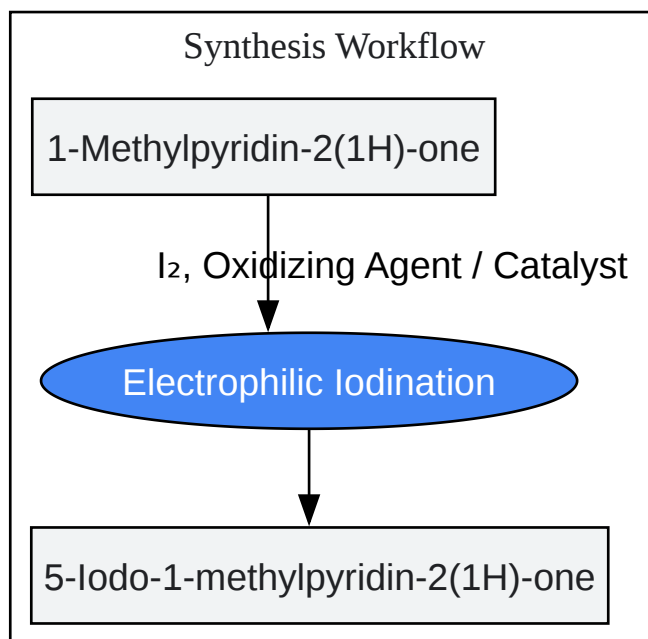 Synthesis Workflow
1-Methylpyridin-2(1H)-one
I₂, Oxidizing Agent / Catalyst
Electrophilic Iodination
5-Iodo-1-methylpyridin-2(1H)-one